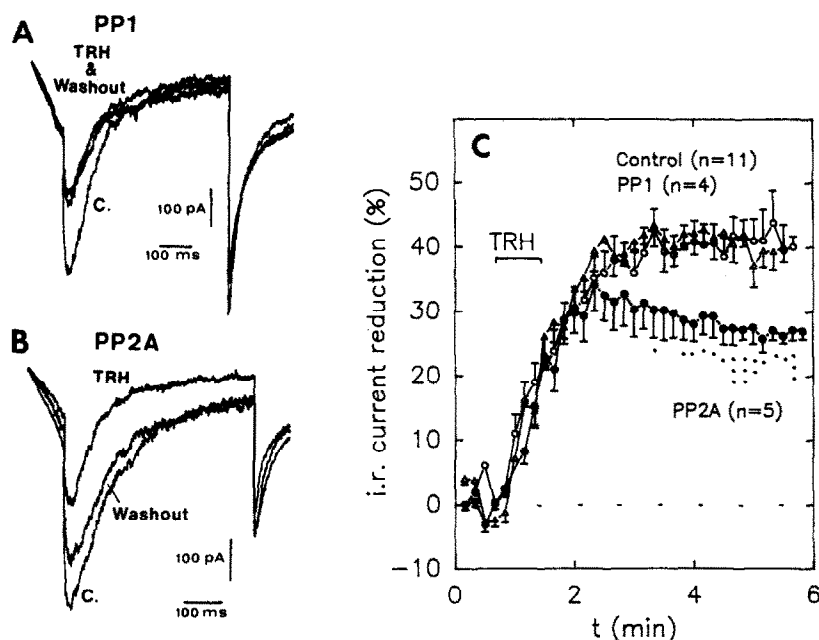 A
PP1
TRH
&
Washout
C.
100 pA
100 ms
B
PP2A
TRH
Washout
C.
100 pA
100 ms
C
Control (n=11)
PP1 (n=4)
TRH
PP2A (n=5)
i.r. current reduction (%)
50
40
30
20
10
0
-10
0
2
4
6
t (min)